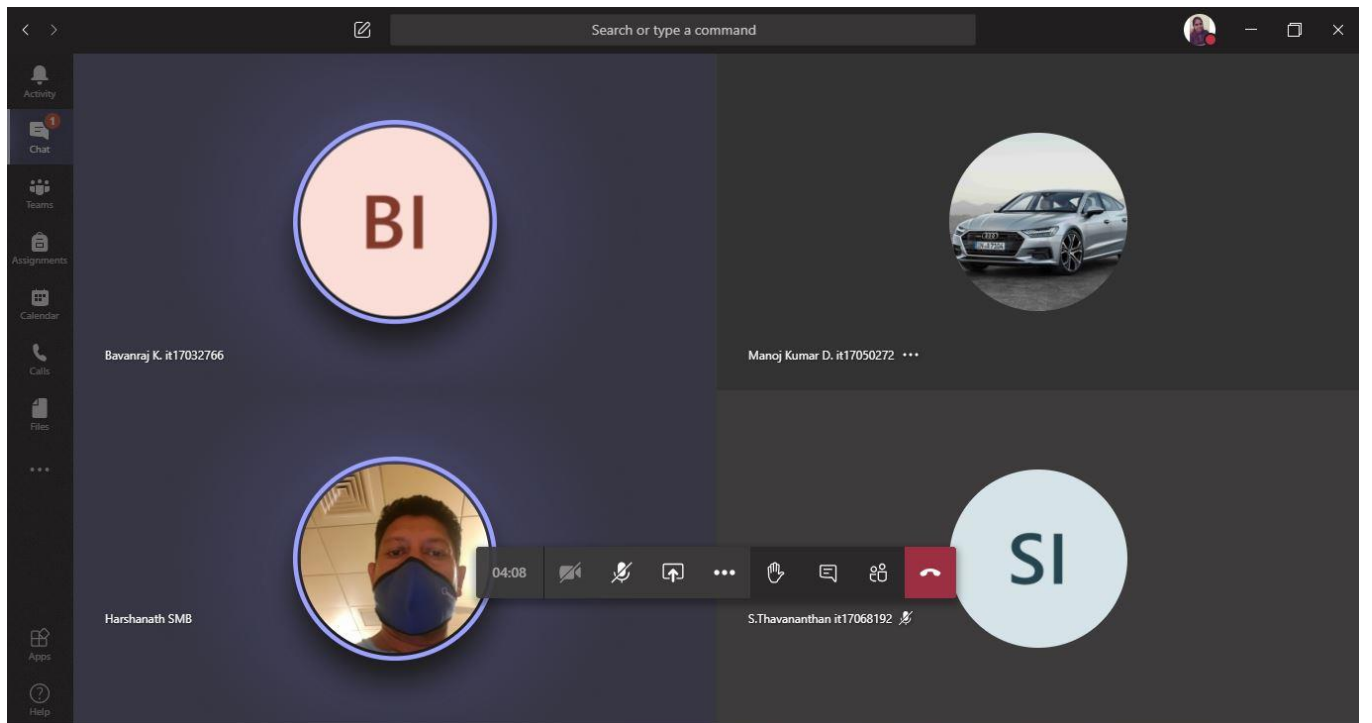 Search or type a command
Activity
1
Chat
Teams
Assignments
Calendar
Calls
Files
Apps
Help
BI
Bavanraj K. it17032766
Manoj Kumar D. it17050272
Harshanath SMB
04:08
SI
S.Thavananthan it17068192